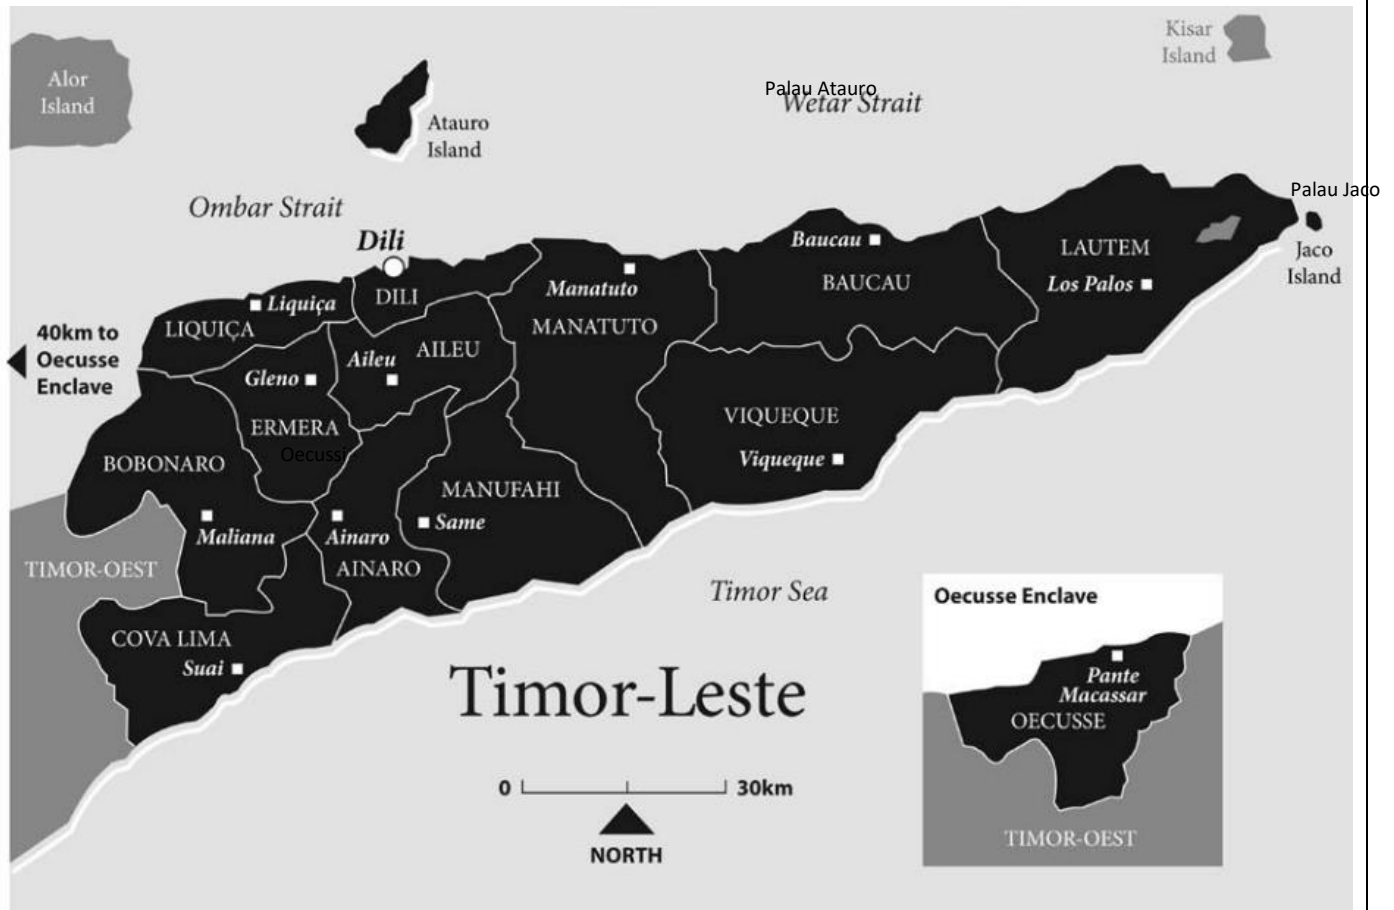 Kisar
Island
Alor
Island
Palau Atauro
Wetar Strait
Atauro
Island
Palau Jaco
Ombar Strait
Dili
Baucau
LAUTEM
Jaco
Island
Manatuto
BAUCAU
Los Palos
Liquiça
DILI
LIQUIÇA
MANATUTO
40km to
Oecusse
Enclave
Aileu
AILEU
Gleno
ERMERA
Oecussi
VIQUEQUE
Viqueque
BOBONARO
MANUFAHI
Same
Maliana
Ainaro
AINARO
TIMOR-OEST
Timor Sea
COVA LIMA
Suai
Timor-Leste
0 30km
NORTH
Oecusse Enclave
Pante
Macassar
OECUSSE
TIMOR-OEST